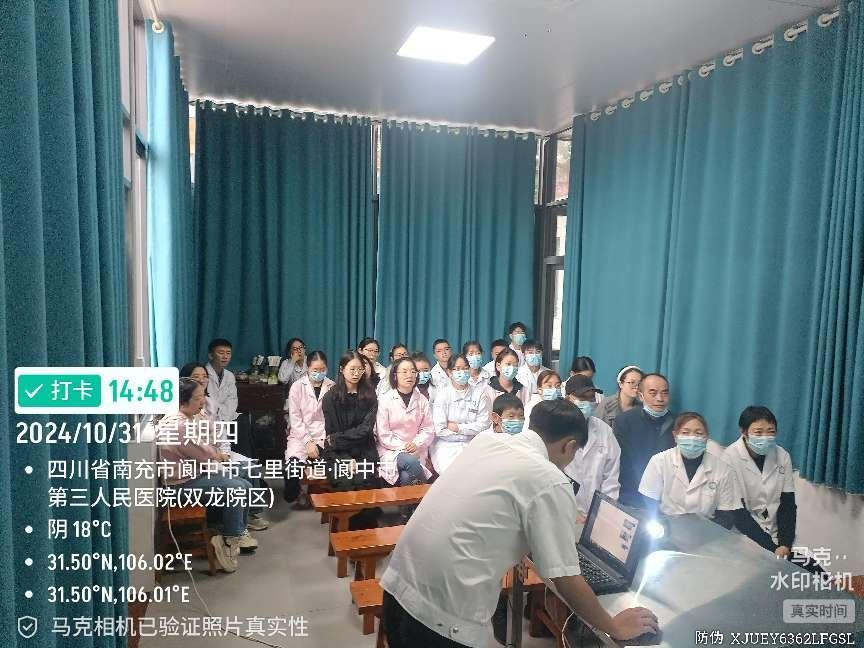 打卡 14:48
2024/10/31 星期四
四川省南充市阆中市七里街道·阆中市
第三人民医院(双龙院区)
阴 18°C
31.50°N,106.02°E
31.50°N,106.01°E
马克相机已验证照片真实性
马克
水印相机
真实时间
防伪 XJUEY6362LFGSL